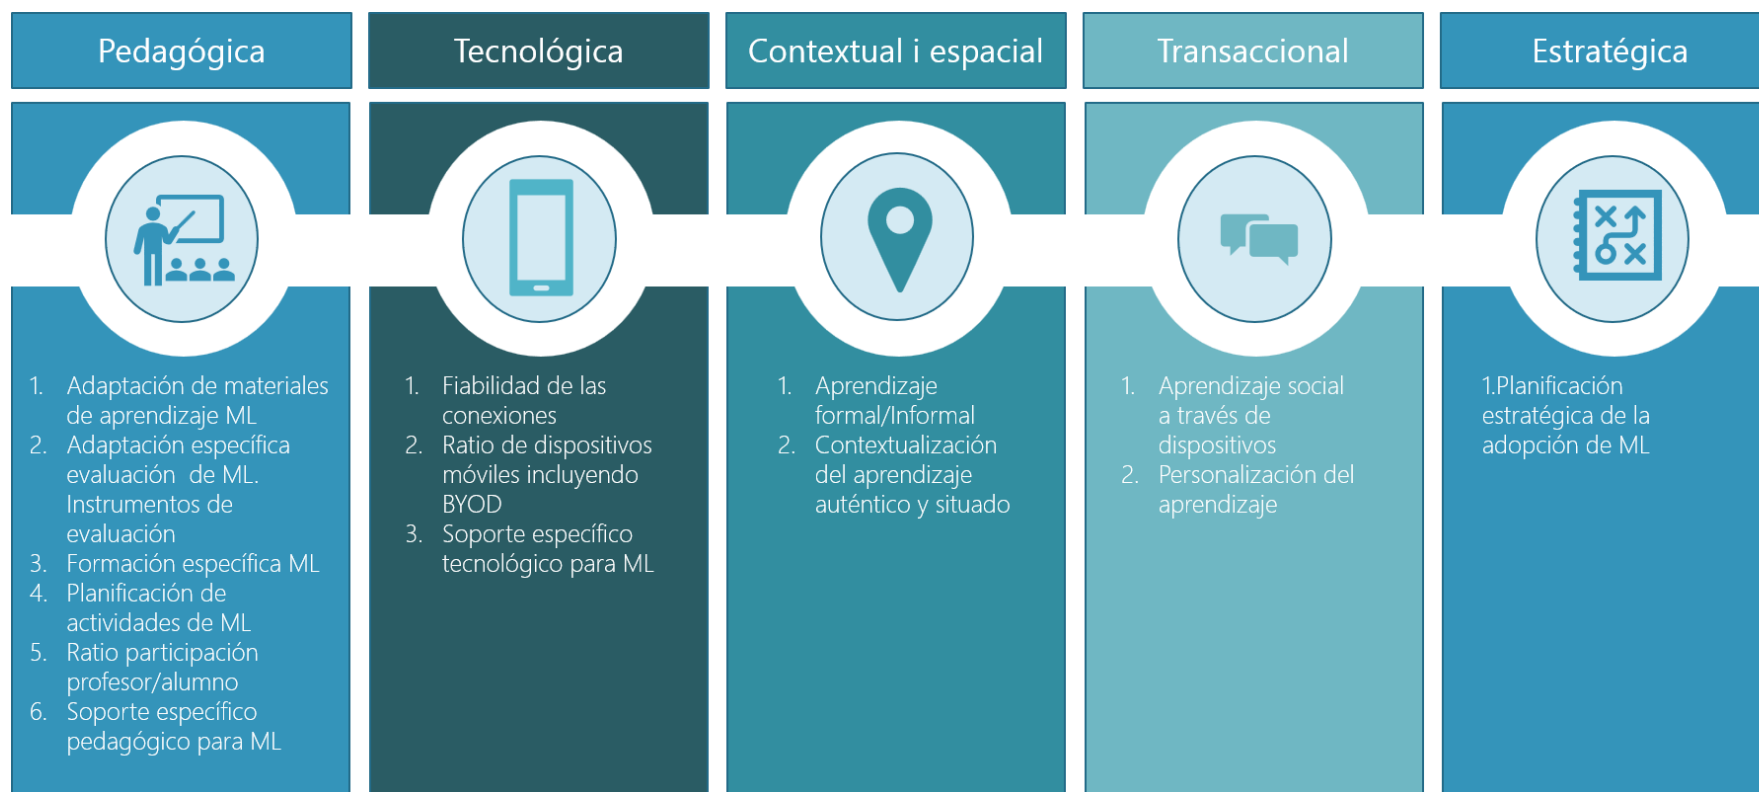 Pedagógica
Tecnológica
Contextual i espacial
Transaccional
Estratégica
1. Adaptación de materiales
de aprendizaje ML
2. Adaptación específica
evaluación de ML.
Instrumentos de
evaluación
3. Formación específica ML
4. Planificación de
actividades de ML
5. Ratio participación
profesor/alumno
6. Soporte específico
pedagógico para ML
1. Fiabilidad de las
conexiones
2. Ratio de dispositivos
móviles incluyendo
BYOD
3. Soporte específico
tecnológico para ML
1. Aprendizaje
formal/Informal
2. Contextualización
del aprendizaje
auténtico y situado
1. Aprendizaje social
a través de
dispositivos
2. Personalización del
aprendizaje
1.Planificación
estratégica de la
adopción de ML